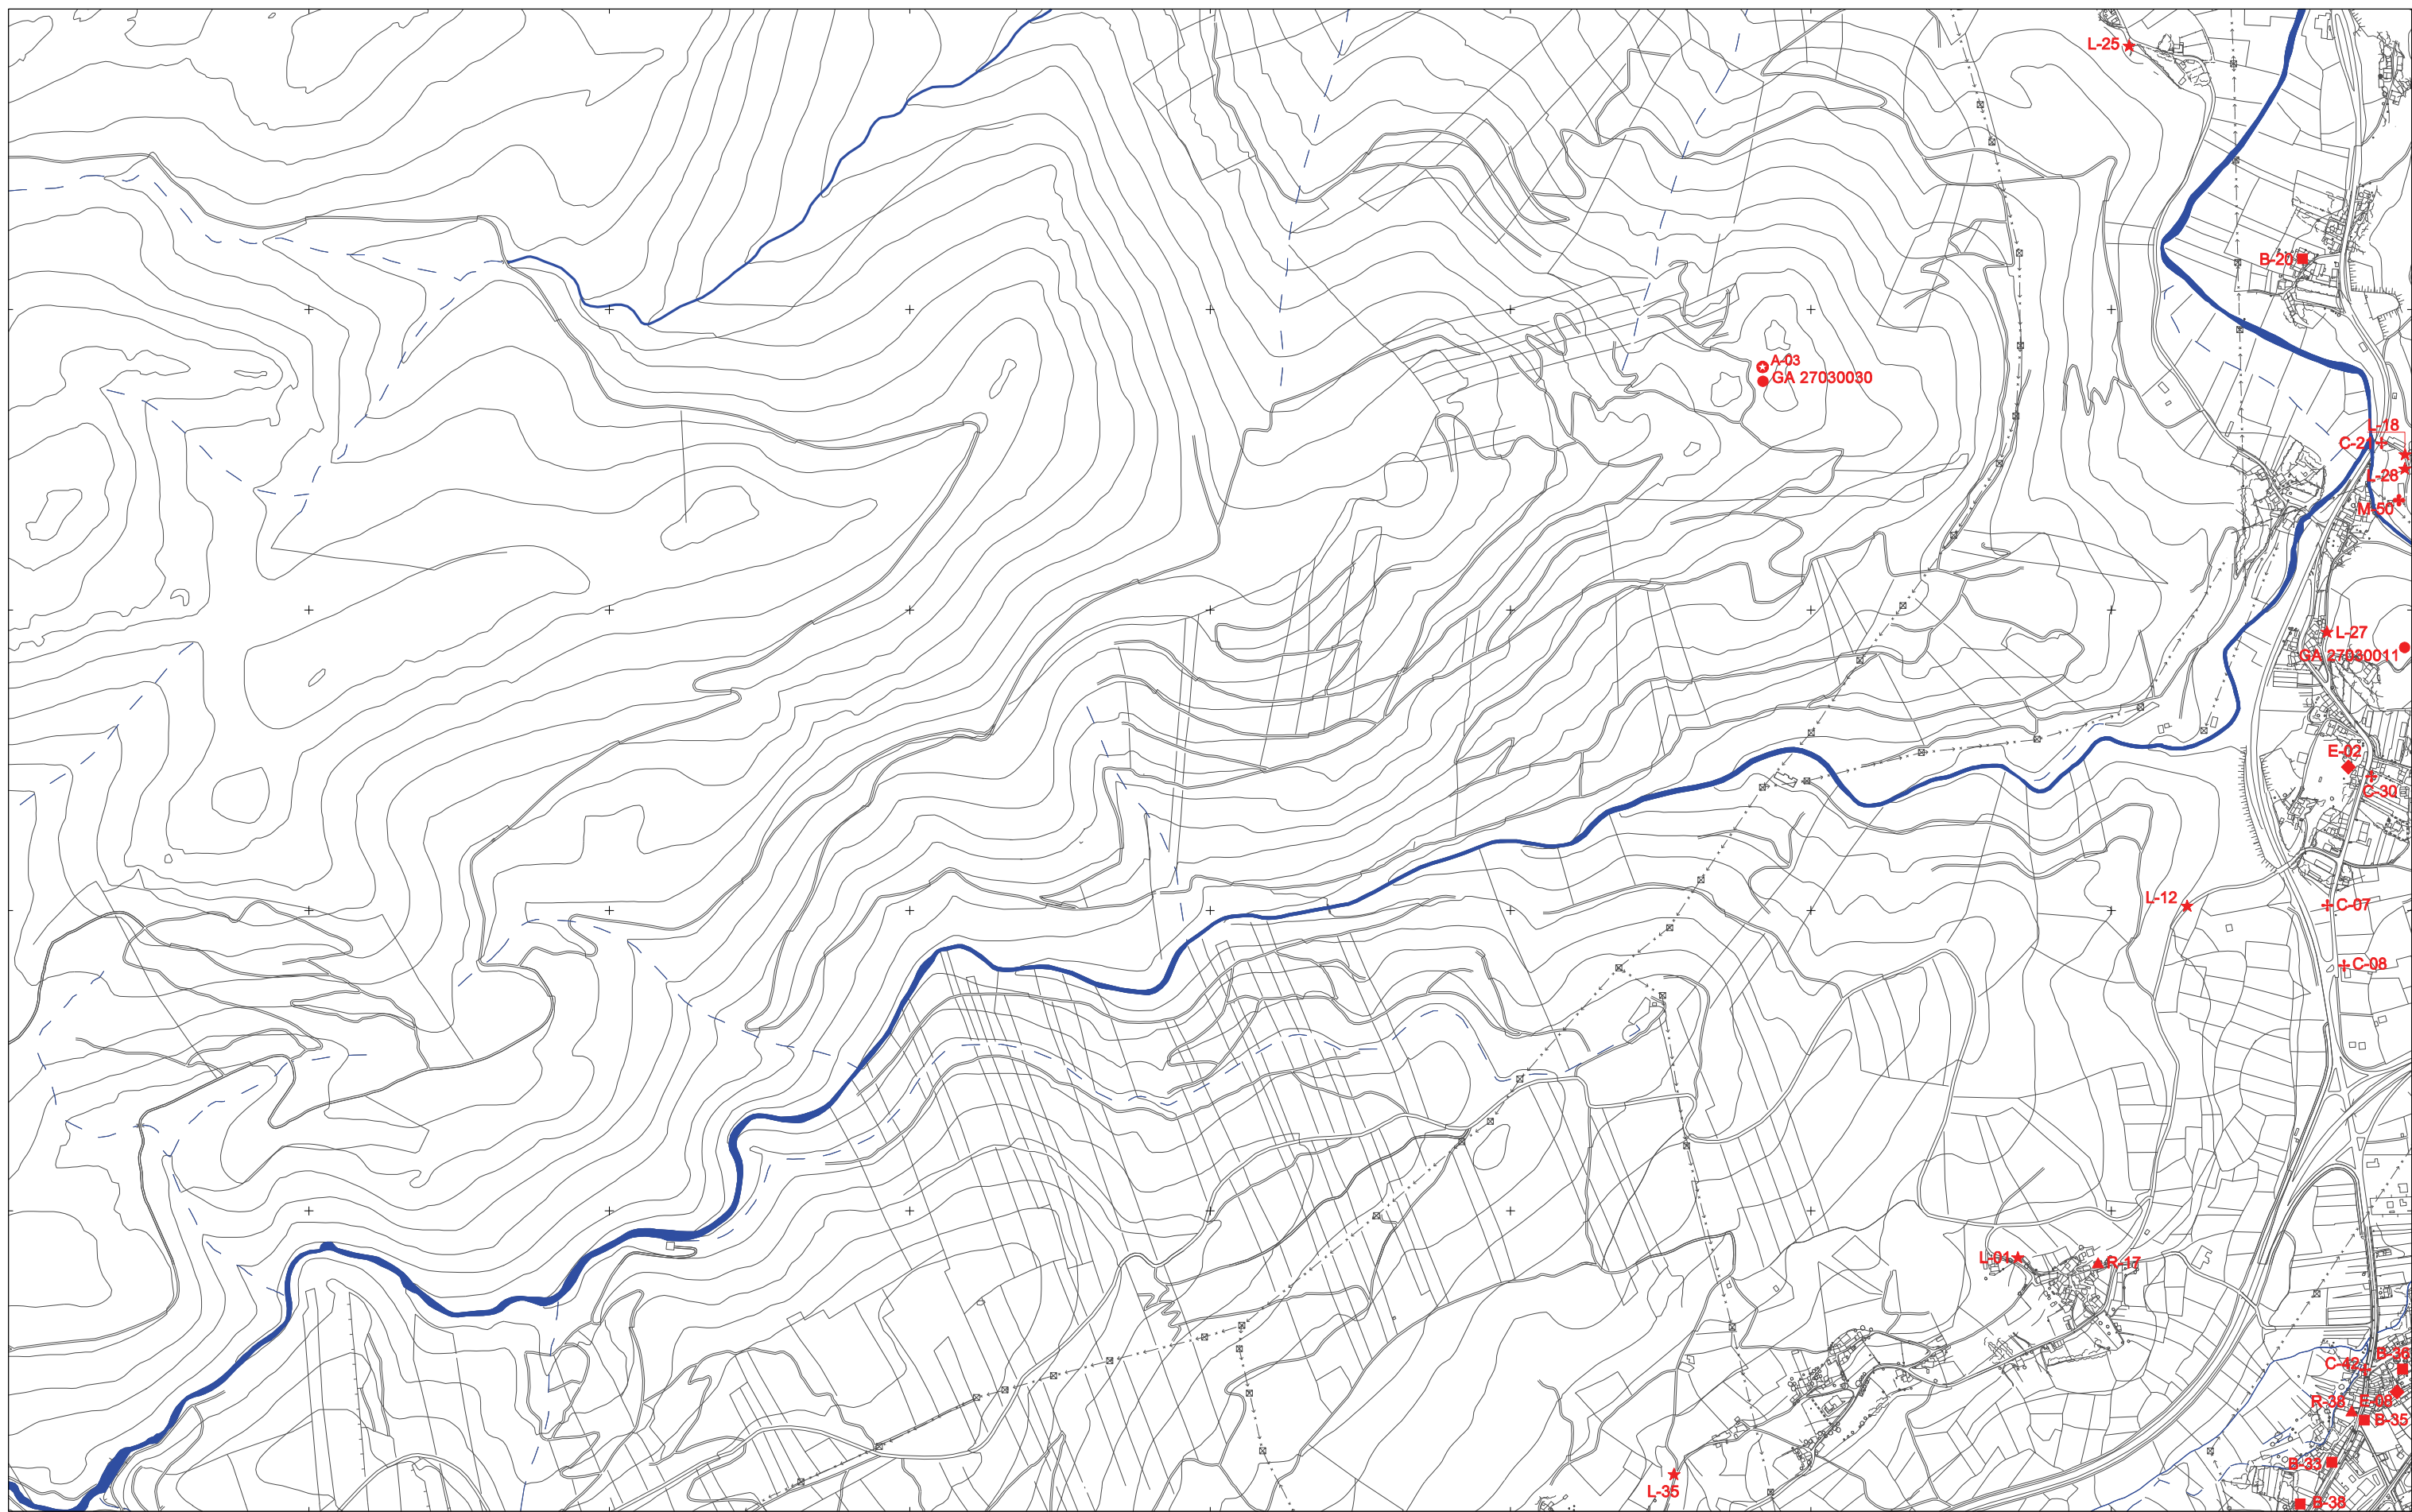 L-25
B-20
A-03
GA 27030030
L-18
C-21
L-28
M-50
L-27
GA 27030011
E-02
C-30
L-12
C-07
C-08
L-01
R-17
B-36
C-42
R-38
E-08
B-35
B-33
L-35
B-38